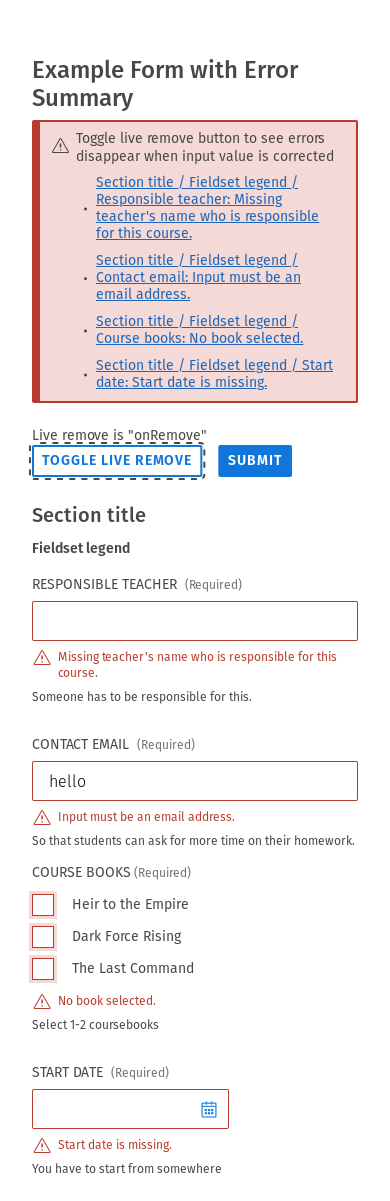 Example Form with Error
Summary
Toggle live remove button to see errors
disappear when input value is corrected
Section title / Fieldset legend /
Responsible teacher: Missing
teacher's name who is responsible
for this course.
Section title / Fieldset legend /
Contact email: Input must be an
email address.
Section title / Fieldset legend /
Course books: No book selected.
Section title / Fieldset legend / Start
date: Start date is missing.
Live remove is "onRemove"
TOGGLE LIVE REMOVE
SUBMIT
Section title
Fieldset legend
RESPONSIBLE TEACHER (Required)
Missing teacher's name who is responsible for this
course.
Someone has to be responsible for this.
CONTACT EMAIL (Required)
hello
Input must be an email address.
So that students can ask for more time on their homework.
COURSE BOOKS (Required)
Heir to the Empire
Dark Force Rising
The Last Command
No book selected.
Select 1-2 coursebooks
START DATE (Required)
Start date is missing.
You have to start from somewhere